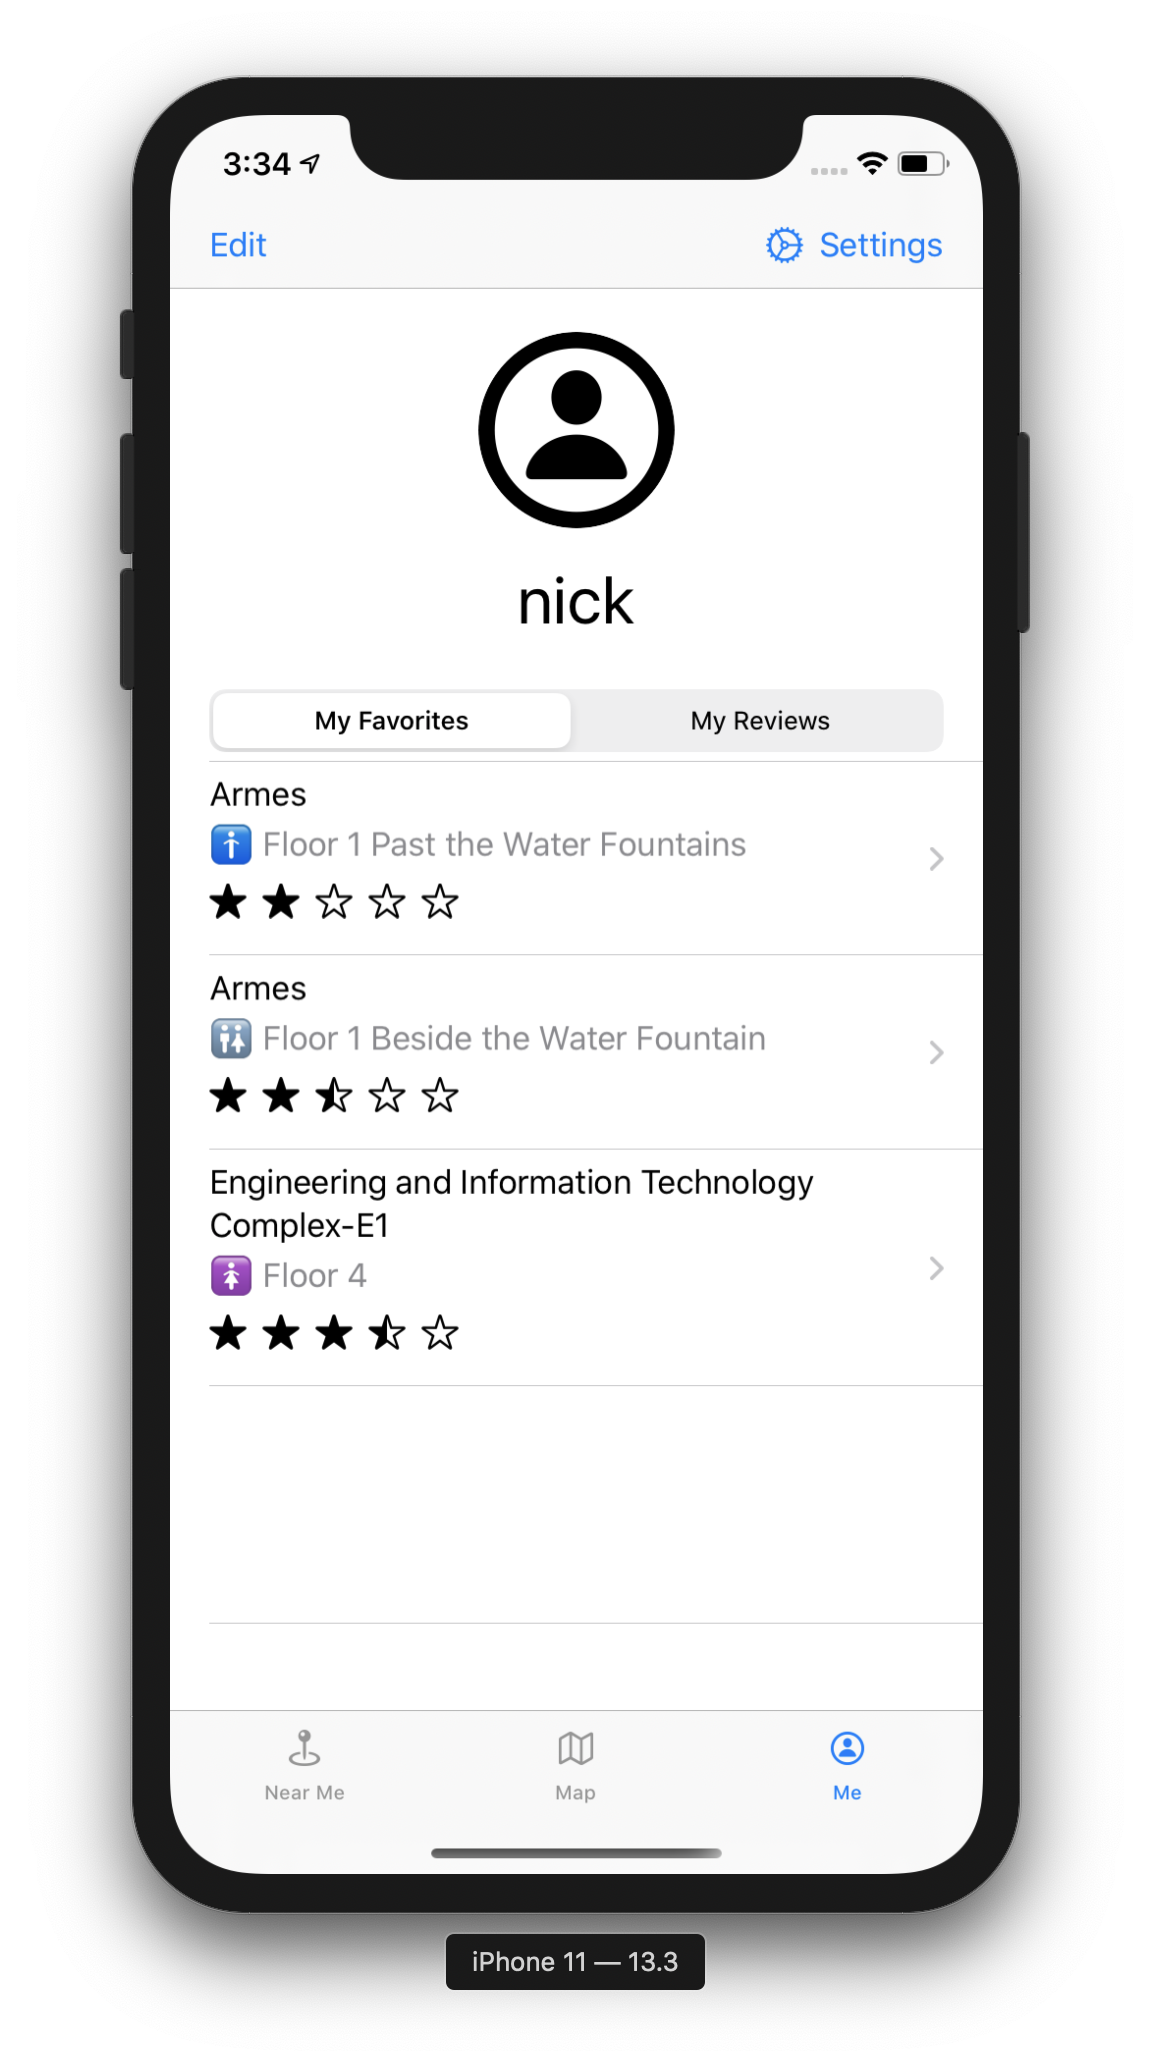 3:34
Edit
Settings
nick
My Favorites
My Reviews
Armes
Floor 1 Past the Water Fountains
Armes
Floor 1 Beside the Water Fountain
Engineering and Information Technology
Complex-E1
Floor 4
Near Me
Map
Me
iPhone 11 — 13.3